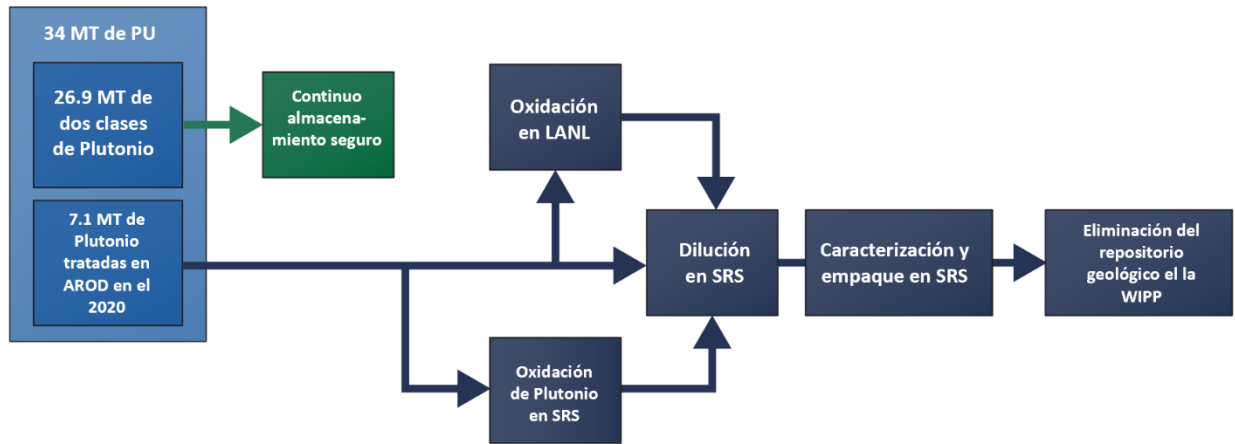 34 MT de PU
26.9 MT de
dos clases
de Plutonio
7.1 MT de
Plutonio
tratadas en
AROD en el
2020
Continuo
almacena-
miento seguro
Oxidación
en LANL
Oxidación
de Plutonio
en SRS
Dilución
en SRS
Caracterización y
empaque en SRS
Eliminación del
repositorio
geológico el la
WIPP